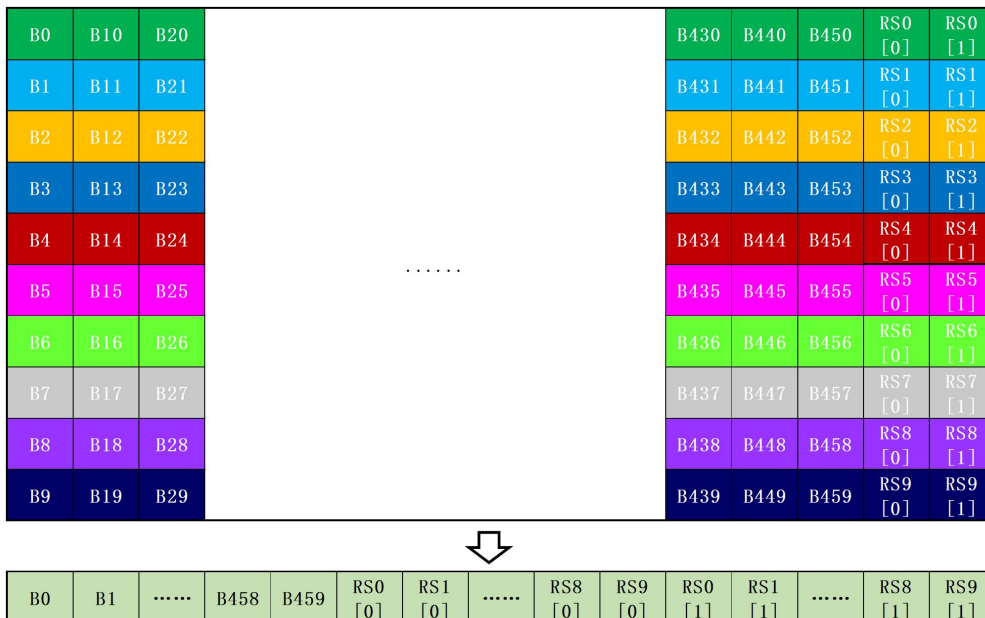 B0 B10 B20 B430 B440 B450 RS0 [0] RS0 [1]
B1 B11 B21 B431 B441 B451 RS1 [0] RS1 [1]
B2 B12 B22 B432 B442 B452 RS2 [0] RS2 [1]
B3 B13 B23 B433 B443 B453 RS3 [0] RS3 [1]
B4 B14 B24 B434 B444 B454 RS4 [0] RS4 [1]
......
B5 B15 B25 B435 B445 B455 RS5 [0] RS5 [1]
B6 B16 B26 B436 B446 B456 RS6 [0] RS6 [1]
B7 B17 B27 B437 B447 B457 RS7 [0] RS7 [1]
B8 B18 B28 B438 B448 B458 RS8 [0] RS8 [1]
B9 B19 B29 B439 B449 B459 RS9 [0] RS9 [1]
B0 B1 …… B458 B459 RS0 [0] RS1 [0] …… RS8 [0] RS9 [0] RS0 [1] RS1 [1] …… RS8 [1] RS9 [1]